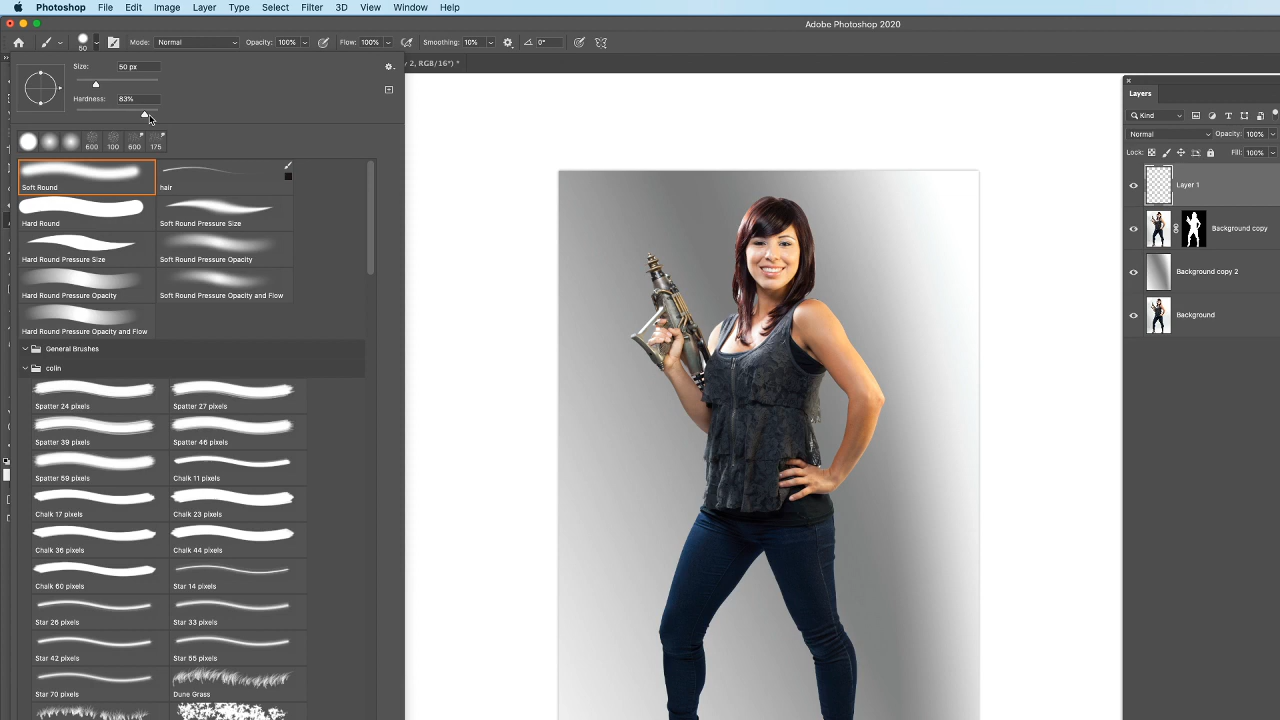 Photoshop File Edit Image Layer Type Select Filter 3D View Window Help
Adobe Photoshop 2020
50 Mode: Normal Opacity: 100% Flow: 100% Smoothing: 10% 0°
y 2, RGB/16*) *
Size: 50 px
Hardness: 83%
600 100 600 175
Soft Round hair
Hard Round Soft Round Pressure Size
Hard Round Pressure Size Soft Round Pressure Opacity
Hard Round Pressure Opacity Soft Round Pressure Opacity and Flow
Hard Round Pressure Opacity and Flow
General Brushes
colin
Spatter 24 pixels Spatter 27 pixels
Spatter 39 pixels Spatter 46 pixels
Spatter 59 pixels Chalk 11 pixels
Chalk 17 pixels Chalk 23 pixels
Chalk 36 pixels Chalk 44 pixels
Chalk 60 pixels Star 14 pixels
Star 26 pixels Star 33 pixels
Star 42 pixels Star 55 pixels
Star 70 pixels Dune Grass
Layers
Kind
Normal Opacity: 100%
Lock: Fill: 100%
Layer 1
Background copy
Background copy 2
Background